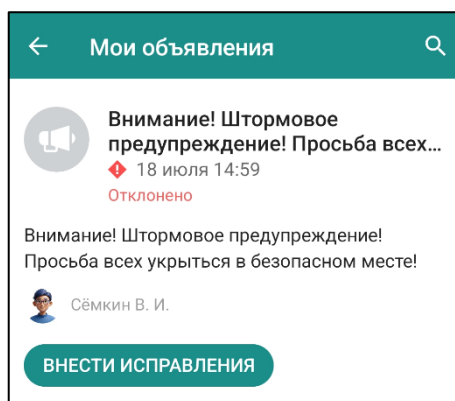 Мои объявления
Внимание! Штормовое
предупреждение! Просьба всех...
18 июля 14:59
Отклонено
Внимание! Штормовое предупреждение!
Просьба всех укрыться в безопасном месте!
Сёмкин В. И.
ВНЕСТИ ИСПРАВЛЕНИЯ